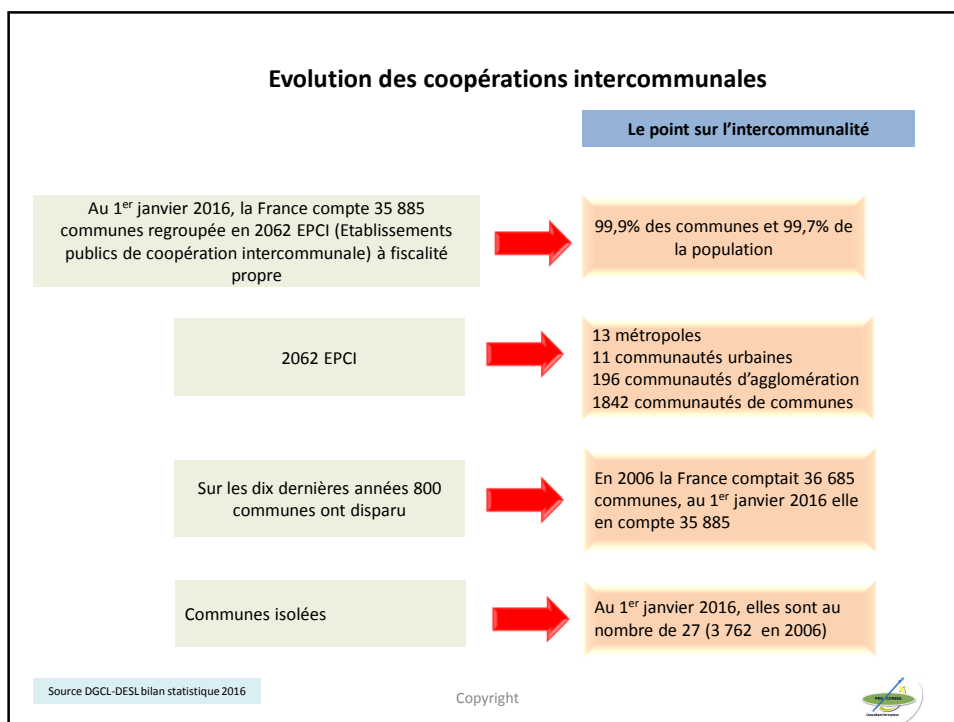 Evolution des coopérations intercommunales
Le point sur l'intercommunalité
Au 1er janvier 2016, la France compte 35 885
communes regroupée en 2062 EPCI (Etablissements
publics de coopération intercommunale) à fiscalité
propre
99,9% des communes et 99,7% de
la population
2062 EPCI
13 métropoles
11 communautés urbaines
196 communautés d'agglomération
1842 communautés de communes
Sur les dix dernières années 800
communes ont disparu
En 2006 la France comptait 36 685
communes, au 1er janvier 2016 elle
en compte 35 885
Communes isolées
Au 1er janvier 2016, elles sont au
nombre de 27 (3 762 en 2006)
Source DGCL-DESL bilan statistique 2016
Copyright
PRO CONSEIL
Consultant formateur